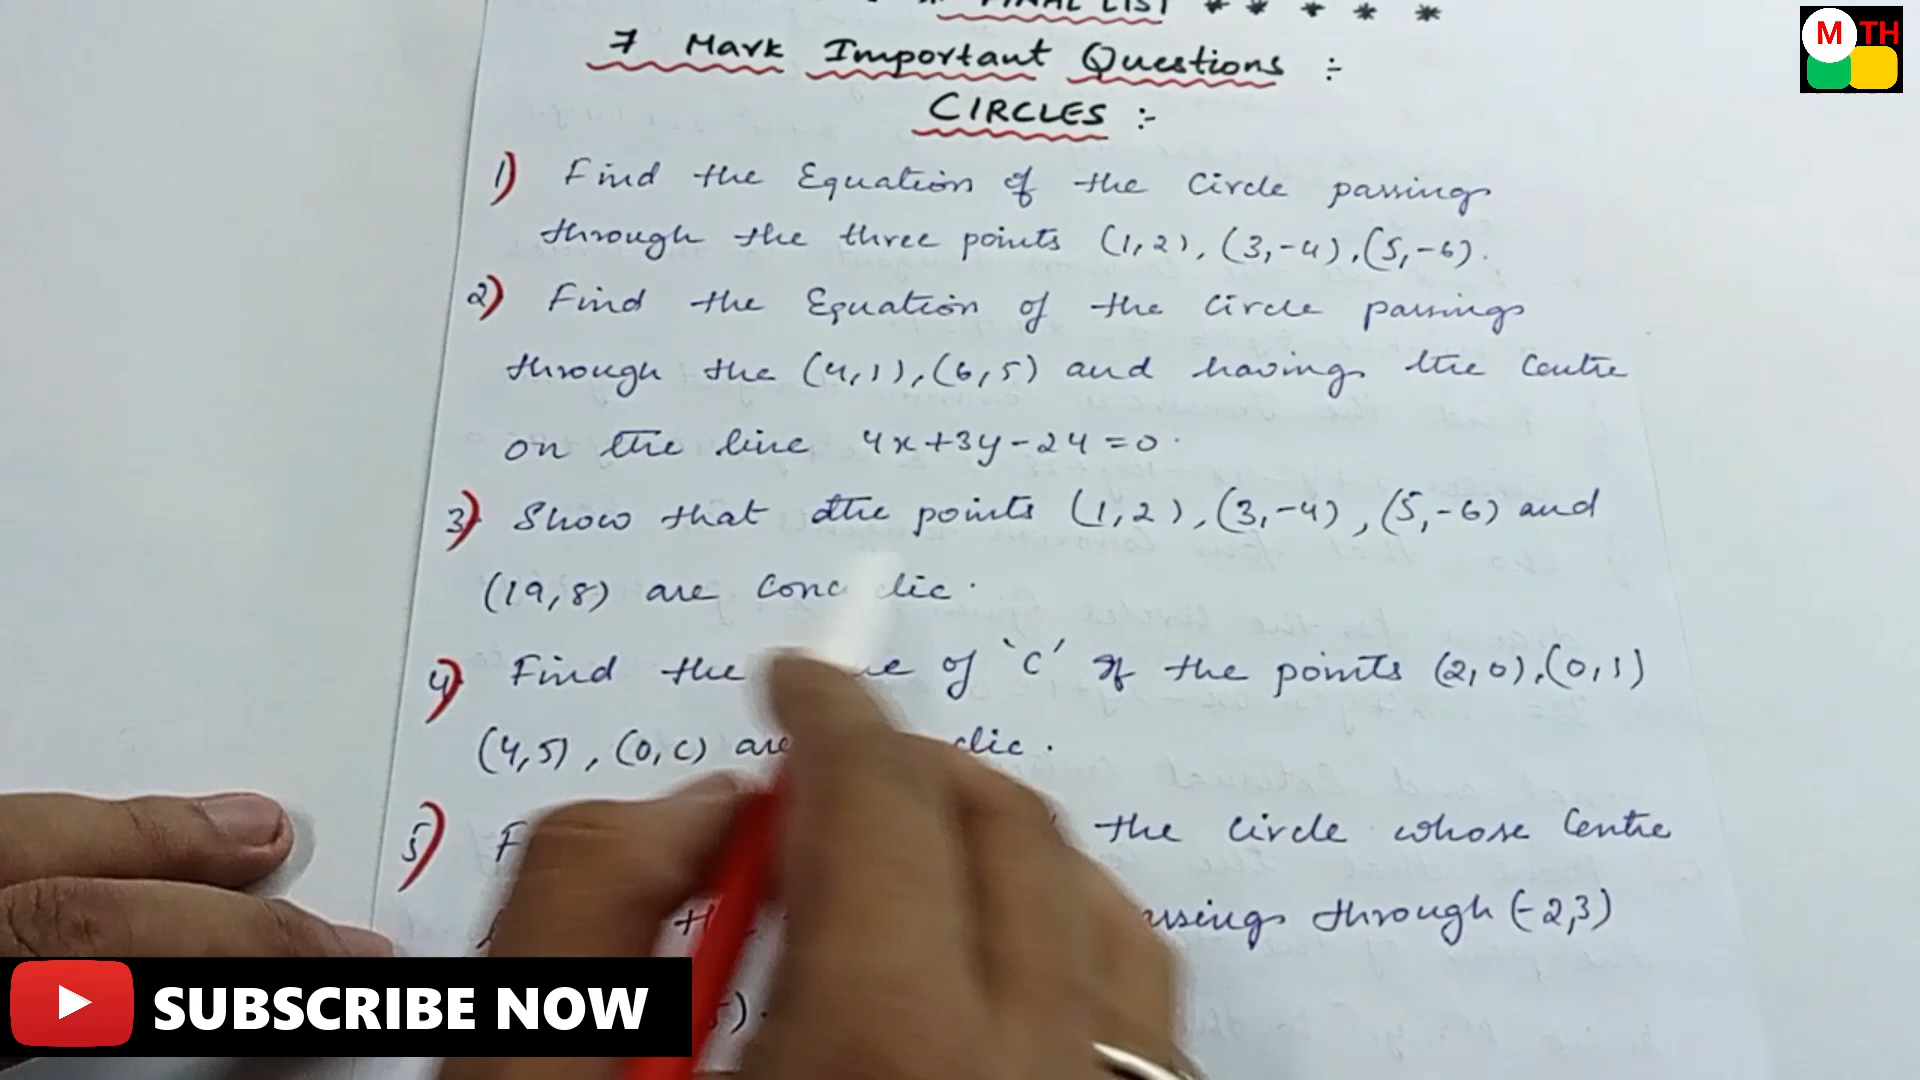 FINAL LIST * * * * *
7 Mark Important Questions :-
CIRCLES :-
1) Find the Equation of the Circle passing
through the three points (1,2), (3,-4), (5,-6).
2) Find the Equation of the Circle passing
through the (4,1), (6,5) and having the Centre
on the line 4x+3y-24=0.
3) Show that the points (1,2), (3,-4), (5,-6) and
(19,8) are
4) Find the of 'C' If the points (2,0), (0,1)
(4,5), (0,C) are
5) the Circle whose Centre
through (-2,3)
5).
M TH
SUBSCRIBE NOW